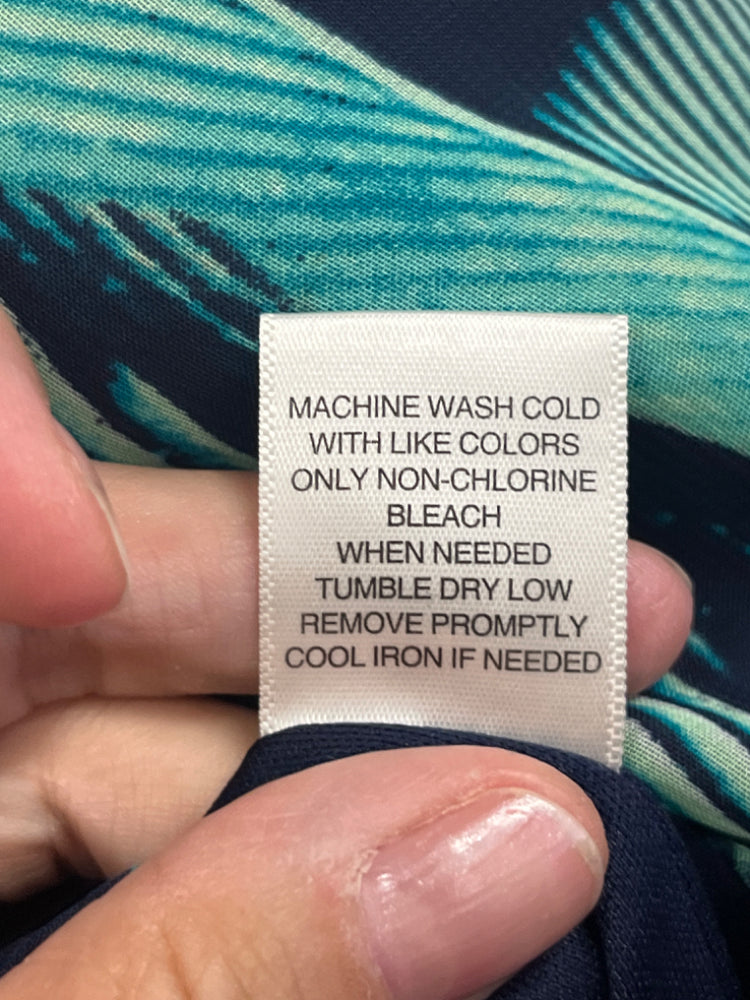 MACHINE WASH COLD
WITH LIKE COLORS
ONLY NON-CHLORINE
BLEACH
WHEN NEEDED
TUMBLE DRY LOW
REMOVE PROMPTLY
COOL IRON IF NEEDED